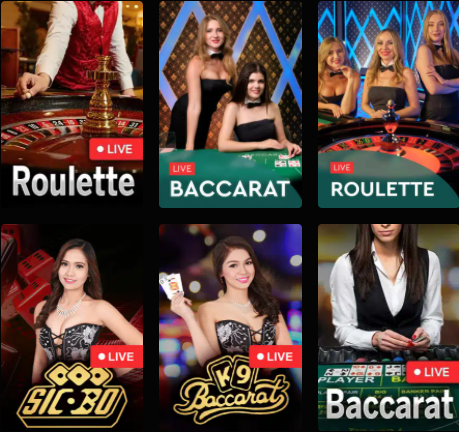 LIVE
Roulette
LIVE
BACCARAT
LIVE
ROULETTE
LIVE
SIC·BO
LIVE
K9
Baccarat
PLAYER
LIVE
Baccarat